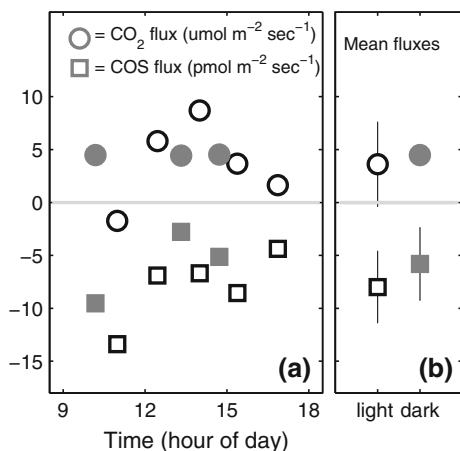 = CO₂ flux (umol m⁻² sec⁻¹)
= COS flux (pmol m⁻² sec⁻¹)
Mean fluxes
10
5
0
−5
−10
−15
(a)
(b)
9
12
15
18
light dark
Time (hour of day)